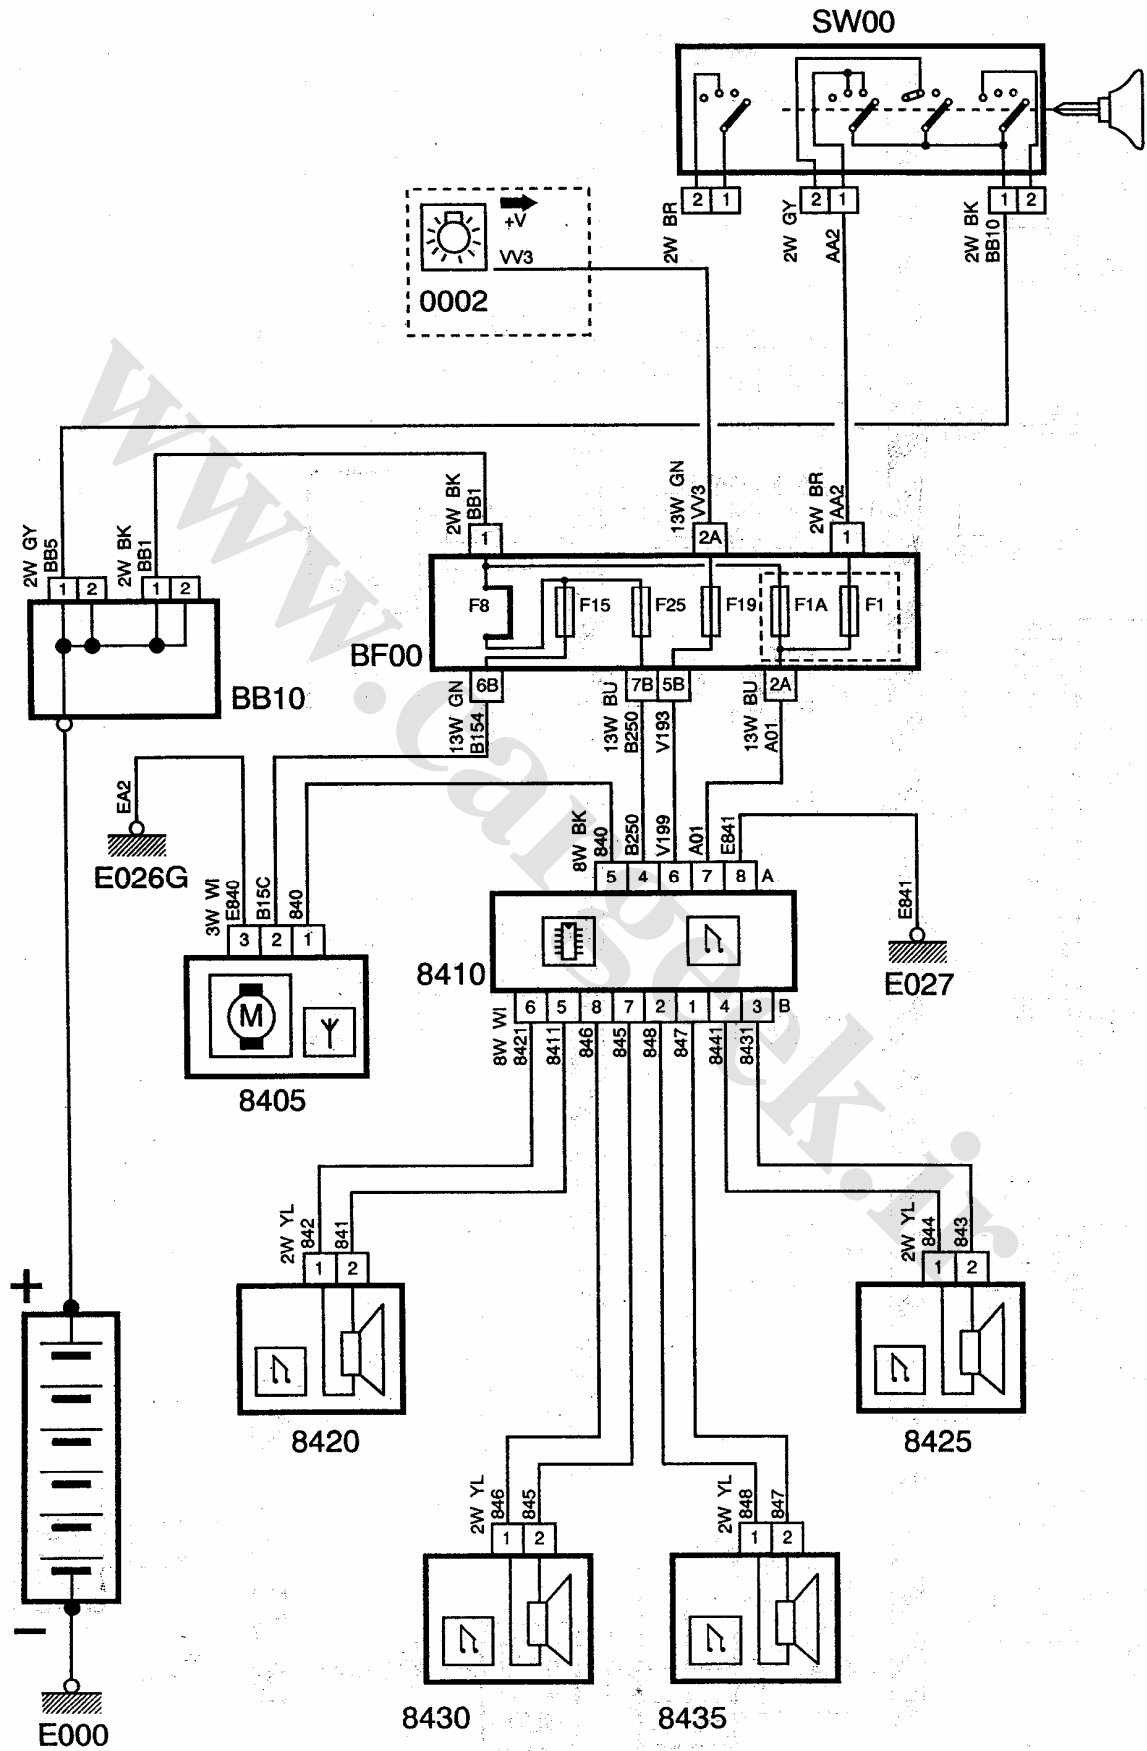 SW00
2 1
2 1
1 2
2W BR
2W GY
AA2
2W BK
BB10
+V
VV3
0002
2W BK
BB1
13W GN
VV3
2W BR
AA2
1
2A
1
2W GY
BB5
2W BK
BB1
1 2
1 2
F8
F15
F25
F19
F1A
F1
BF00
BB10
6B
7B 5B
2A
13W GN
B154
13W BU
B250
V193
13W BU
A01
EA2
E026G
8W BK
840
B250
V199
A01
E841
5 4 6 7 8 A
3W WI
E840
B15C
840
3 2 1
E841
E027
8410
M
8405
6 5 8 7 2 1 4 3 B
8W WI
8421
8411
846
845
848
847
8441
8431
2W YL
842
841
1 2
2W YL
844
843
1 2
+
8420
8425
2W YL
846
845
1 2
2W YL
848
847
1 2
−
8430
8435
E000
www.cargeek.ir